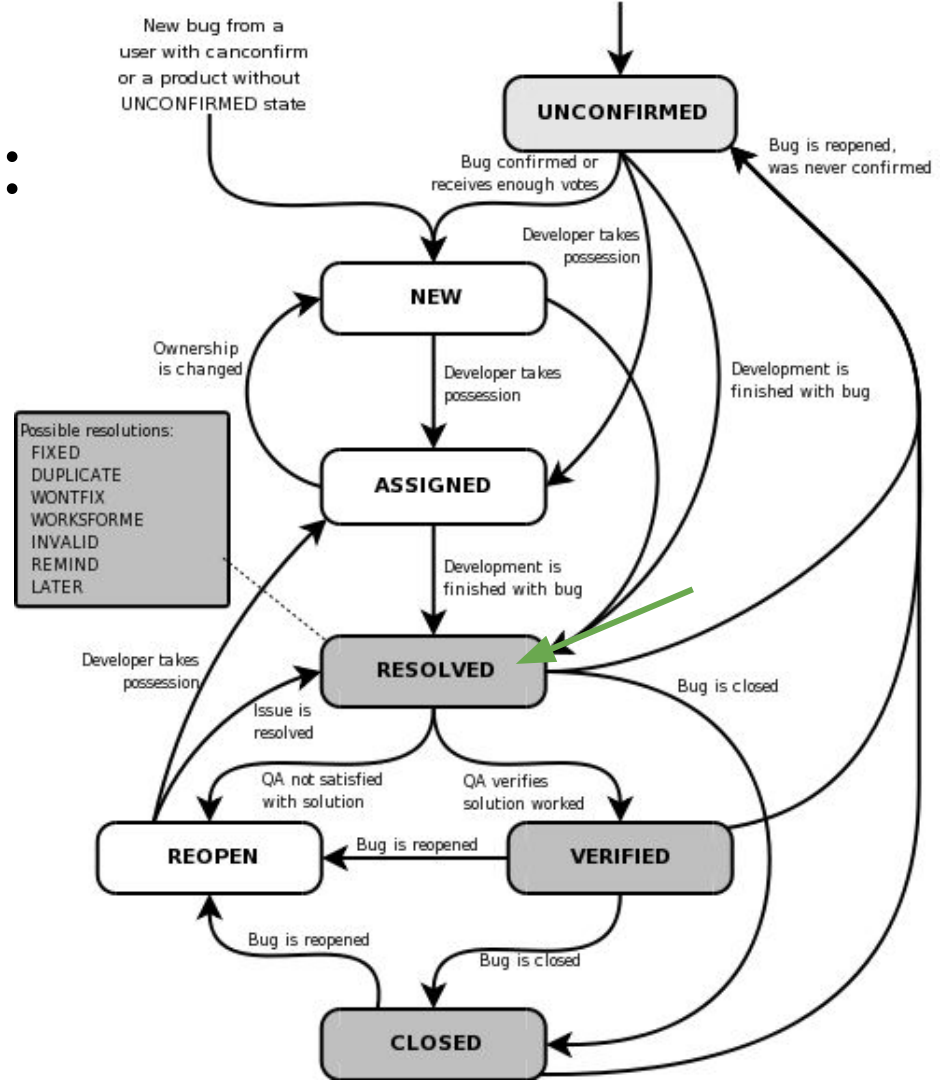 New bug from a
user with canconfirm
or a product without
UNCONFIRMED state
UNCONFIRMED
Bug is reopened,
was never confirmed
Bug confirmed or
receives enough votes
Developer takes
possession
NEW
Ownership
is changed
Developer takes
possession
Development is
finished with bug
Possible resolutions:
FIXED
DUPLICATE
WONTFIX
WORKSFORME
INVALID
REMIND
LATER
ASSIGNED
Development is
finished with bug
RESOLVED
Developer takes
possession
Issue is
resolved
Bug is closed
QA not satisfied
with solution
QA verifies
solution worked
REOPEN
Bug is reopened
VERIFIED
Bug is reopened
Bug is closed
CLOSED